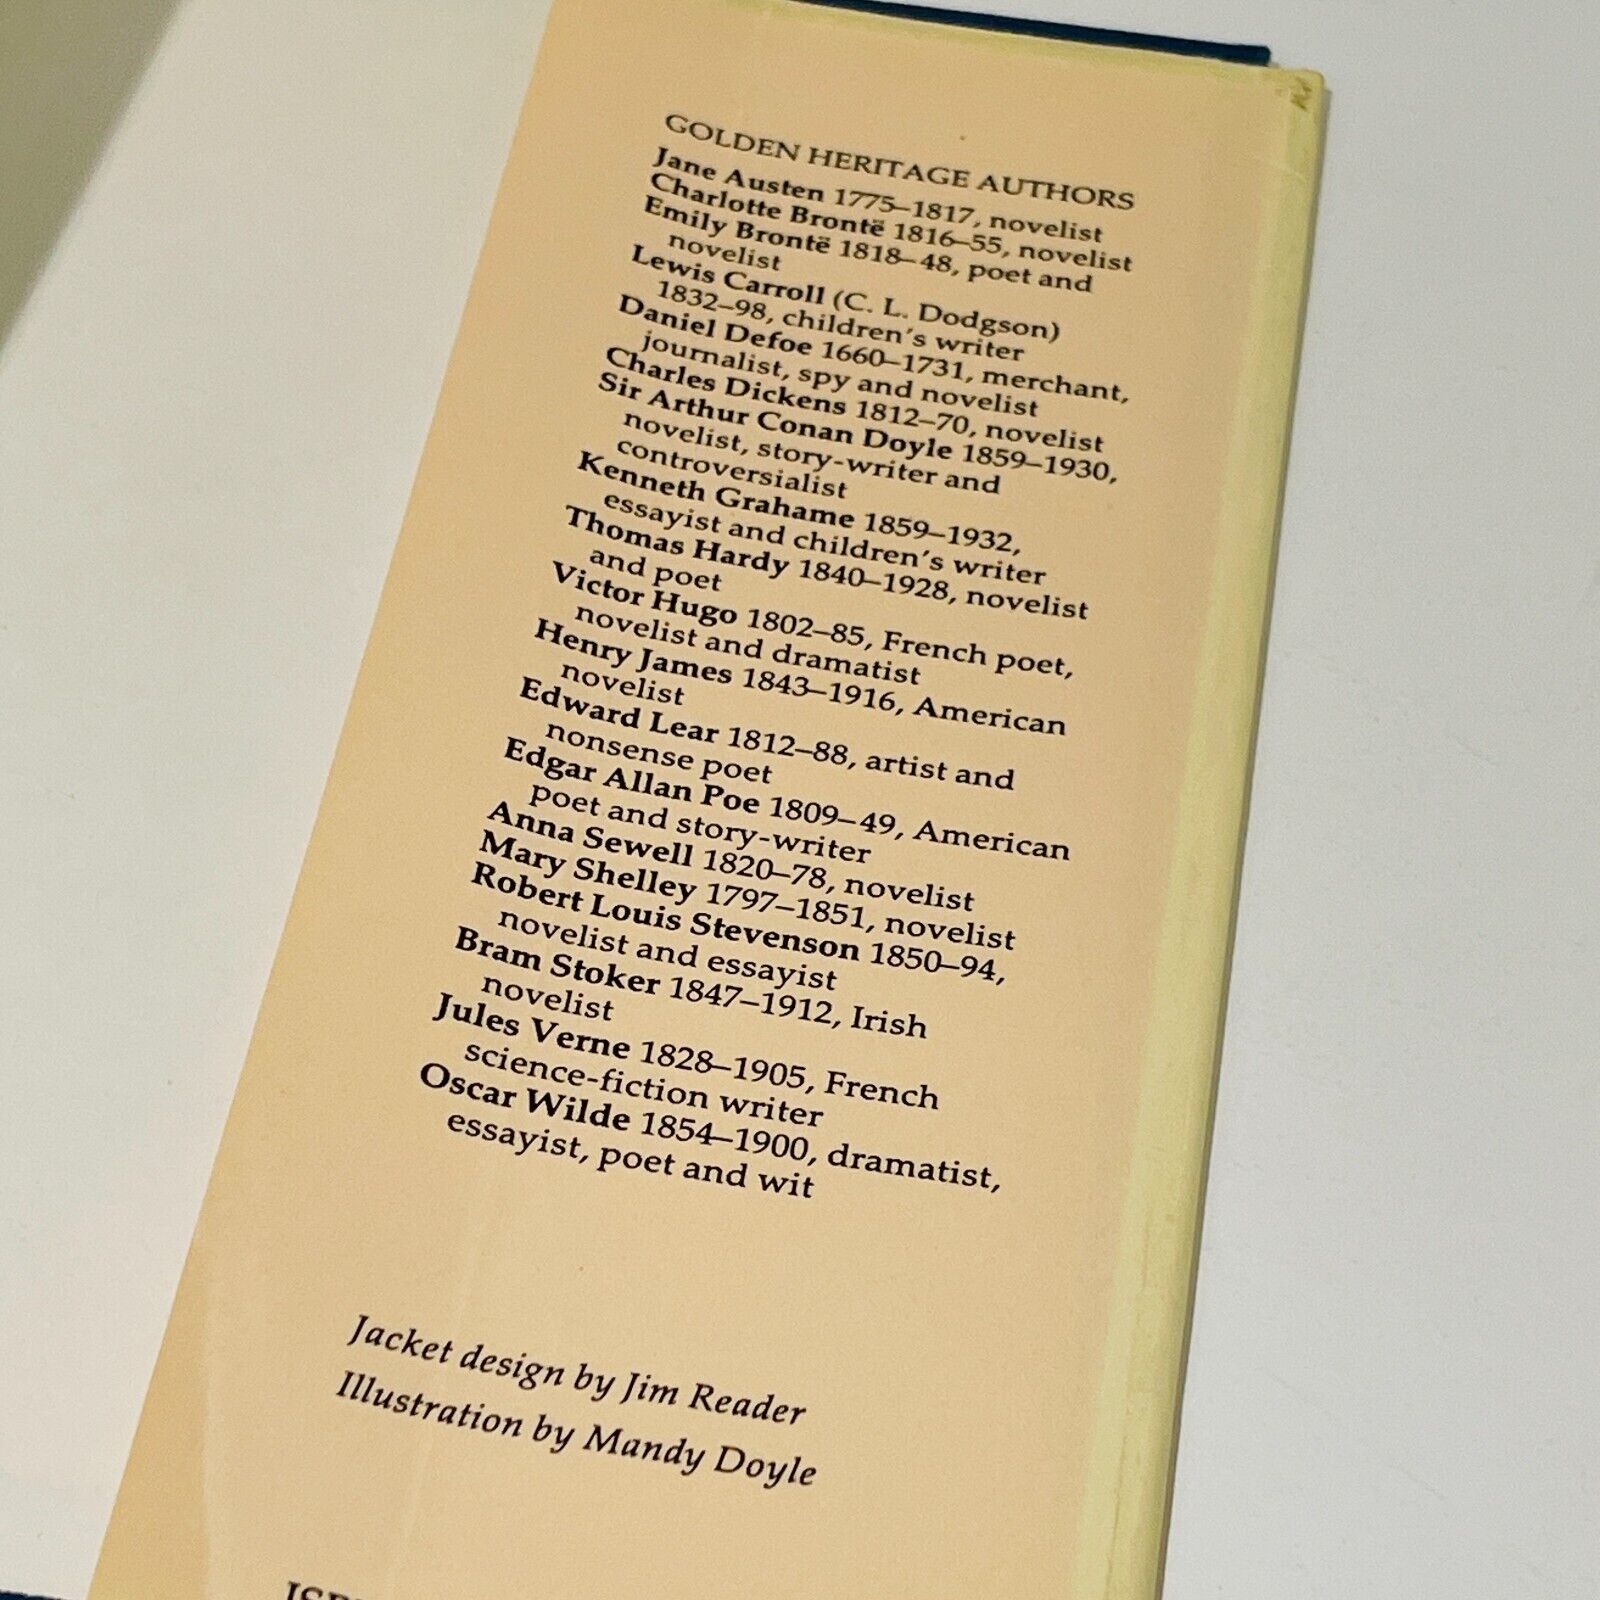 GOLDEN HERITAGE AUTHORS
Jane Austen 1775–1817, novelist
Charlotte Brontë 1816–55, novelist
Emily Brontë 1818–48, poet and
novelist
Lewis Carroll (C. L. Dodgson)
1832–98, children's writer
Daniel Defoe 1660–1731, merchant,
journalist, spy and novelist
Charles Dickens 1812–70, novelist
Sir Arthur Conan Doyle 1859–1930,
novelist, story-writer and
controversialist
Kenneth Grahame 1859–1932,
essayist and children's writer
Thomas Hardy 1840–1928, novelist
and poet
Victor Hugo 1802–85, French poet,
novelist and dramatist
Henry James 1843–1916, American
novelist
Edward Lear 1812–88, artist and
nonsense poet
Edgar Allan Poe 1809–49, American
poet and story-writer
Anna Sewell 1820–78, novelist
Mary Shelley 1797–1851, novelist
Robert Louis Stevenson 1850–94,
novelist and essayist
Bram Stoker 1847–1912, Irish
novelist
Jules Verne 1828–1905, French
science-fiction writer
Oscar Wilde 1854–1900, dramatist,
essayist, poet and wit
Jacket design by Jim Reader
Illustration by Mandy Doyle